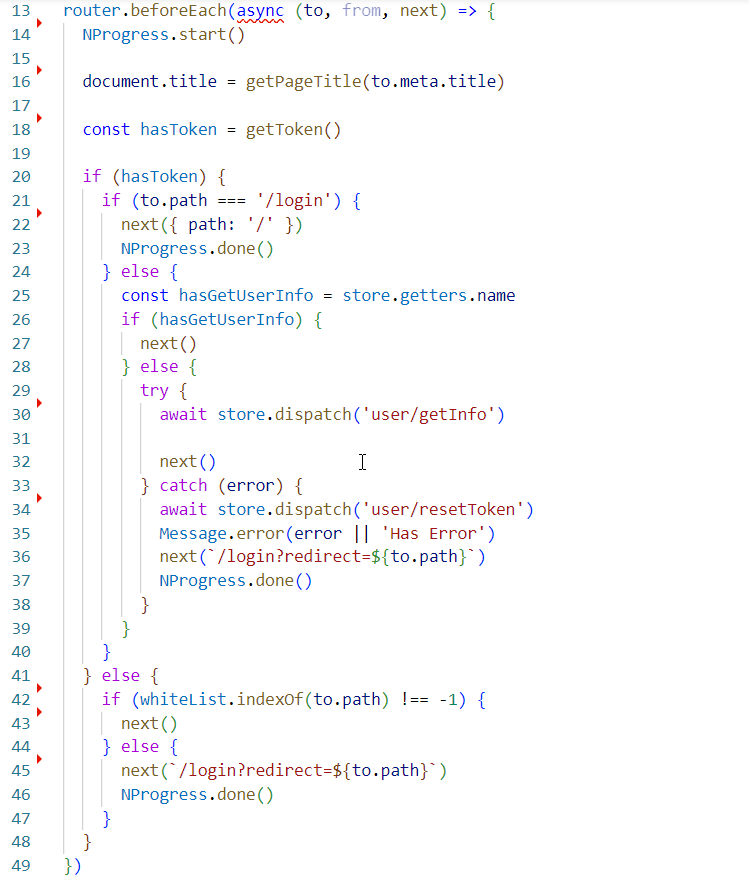 13 router.beforeEach(async (to, from, next) => {
14   NProgress.start()
15
16   document.title = getPageTitle(to.meta.title)
17
18   const hasToken = getToken()
19
20   if (hasToken) {
21     if (to.path === '/login') {
22       next({ path: '/' })
23       NProgress.done()
24     } else {
25       const hasGetUserInfo = store.getters.name
26       if (hasGetUserInfo) {
27         next()
28       } else {
29         try {
30           await store.dispatch('user/getInfo')
31
32           next()
33         } catch (error) {
34           await store.dispatch('user/resetToken')
35           Message.error(error || 'Has Error')
36           next(`/login?redirect=${to.path}`)
37           NProgress.done()
38         }
39       }
40     }
41   } else {
42     if (whiteList.indexOf(to.path) !== -1) {
43       next()
44     } else {
45       next(`/login?redirect=${to.path}`)
46       NProgress.done()
47     }
48   }
49 })